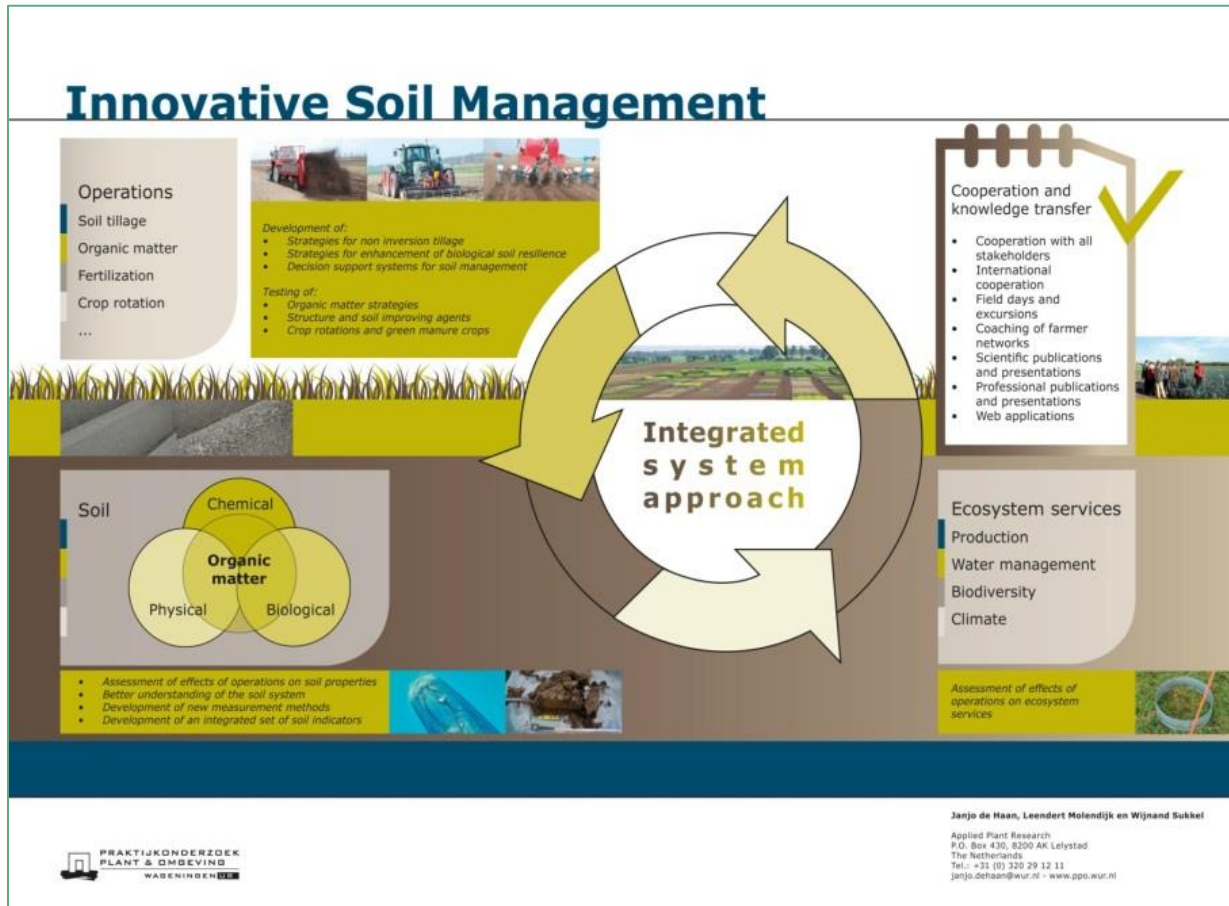 Innovative Soil Management
Operations
Soil tillage
Organic matter
Fertilization
Crop rotation
...
Development of:
• Strategies for non inversion tillage
• Strategies for enhancement of biological soil resilience
• Decision support systems for soil management
Testing of:
• Organic matter strategies
• Structure and soil improving agents
• Crop rotations and green manure crops
Cooperation and
knowledge transfer
• Cooperation with all
stakeholders
• International
cooperation
• Field days and
excursions
• Coaching of farmer
networks
• Scientific publications
and presentations
• Professional publications
and presentations
• Web applications
Integrated
system
approach
Soil
Chemical
Organic
matter
Physical
Biological
• Assessment of effects of operations on soil properties
• Better understanding of the soil system
• Development of new measurement methods
• Development of an integrated set of soil indicators
Ecosystem services
Production
Water management
Biodiversity
Climate
Assessment of effects of
operations on ecosystem
services
PRAKTIJKONDERZOEK
PLANT & OMGEVING
WAGENINGEN UR
Janjo de Haan, Leendert Molendijk en Wijnand Sukkel
Applied Plant Research
P.O. Box 430, 8200 AK Lelystad
The Netherlands
Tel.: +31 (0) 320 29 12 11
janjo.dehaan@wur.nl - www.ppo.wur.nl